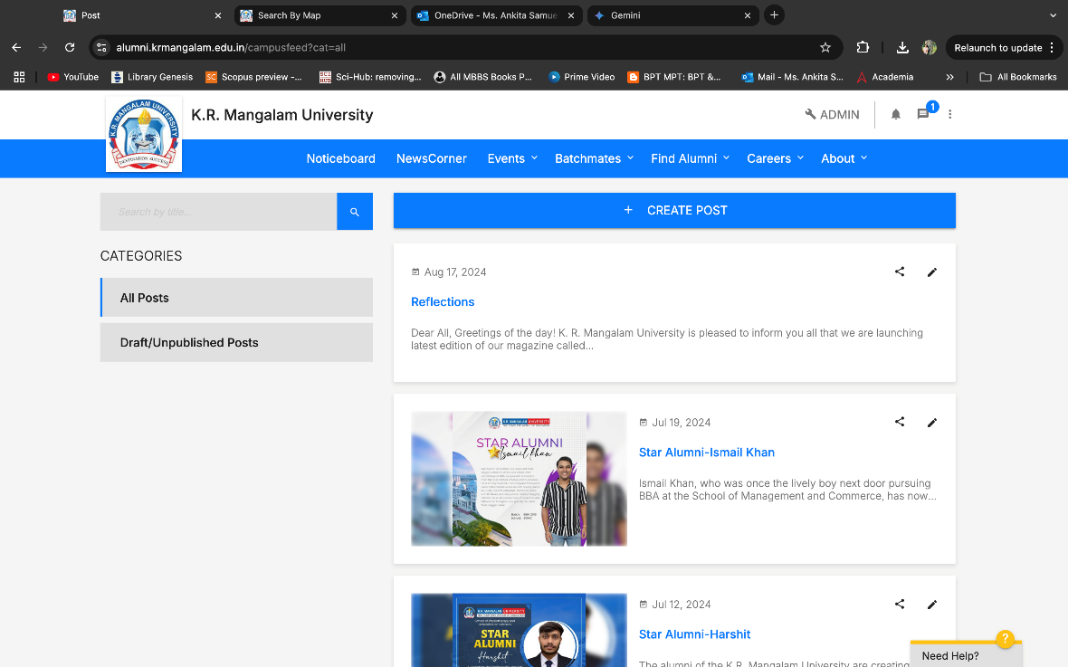 Post
Search By Map
OneDrive - Ms. Ankita Samue
Gemini
alumni.krmangalam.edu.in/campusfeed?cat=all
Relaunch to update
YouTube
Library Genesis
Scopus preview -...
Sci-Hub: removing...
All MBBS Books P...
Prime Video
BPT MPT: BPT &...
Mail - Ms. Ankita S...
Academia
»
All Bookmarks
K.R. MANGALAM UNIVERSITY
K.R. Mangalam University
ADMIN
1
Noticeboard
NewsCorner
Events
Batchmates
Find Alumni
Careers
About
Search by title...
+ CREATE POST
CATEGORIES
All Posts
Draft/Unpublished Posts
Aug 17, 2024
Reflections
Dear All, Greetings of the day! K. R. Mangalam University is pleased to inform you all that we are launching
latest edition of our magazine called...
K.R. MANGALAM UNIVERSITY
STAR ALUMNI
Ismail Khan
Jul 19, 2024
Star Alumni-Ismail Khan
Ismail Khan, who was once the lively boy next door pursuing
BBA at the School of Management and Commerce, has now...
K.R. MANGALAM UNIVERSITY
STAR
ALUMNI
Harshit
Jul 12, 2024
Star Alumni-Harshit
The alumni of the K.R. Mangalam University are creating
?
Need Help?